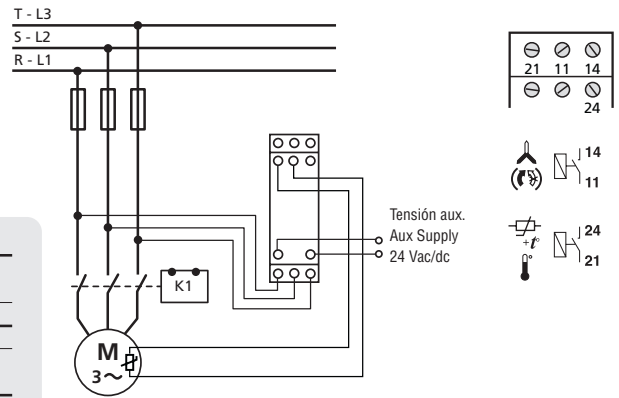 T - L3
S - L2
R - L1
K1
M
3~
Tensión aux.
Aux Supply
24 Vac/dc
21 11 14
24
14
11
+t°
24
21